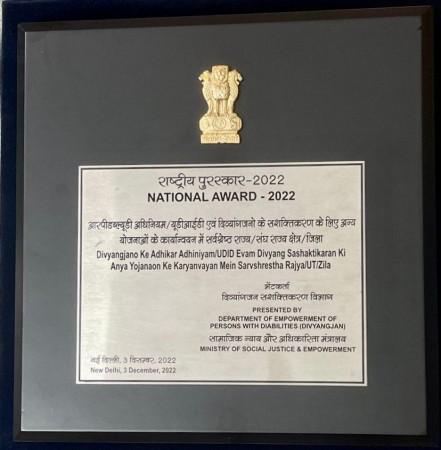 राष्ट्रीय पुरस्कार-2022
NATIONAL AWARD - 2022
आरपीडब्ल्यूडी अधिनियम/यूडीआईडी एवं दिव्यांगजनो के सशक्तिकरण के लिए अन्य
योजनाओं के कार्यान्वयन में सर्वश्रेष्ठ राज्य/संघ राज्य क्षेत्र/जिला
Divyangjano Ke Adhikar Adhiniyam/UDID Evam Divyang Sashaktikaran Ki
Anya Yojanaon Ke Karyanvayan Mein Sarvshrestha Rajya/UT/Zila
भेंटकर्ता
दिव्यांगजन सशक्तिकरण विभाग
PRESENTED BY
DEPARTMENT OF EMPOWERMENT OF
PERSONS WITH DIABILITIES (DIVYANGJAN)
सामाजिक न्याय और अधिकारिता मंत्रालय
MINISTRY OF SOCIAL JUSTICE & EMPOWERMENT
नई दिल्ली, 3 दिसम्बर, 2022
New Delhi, 3 December, 2022